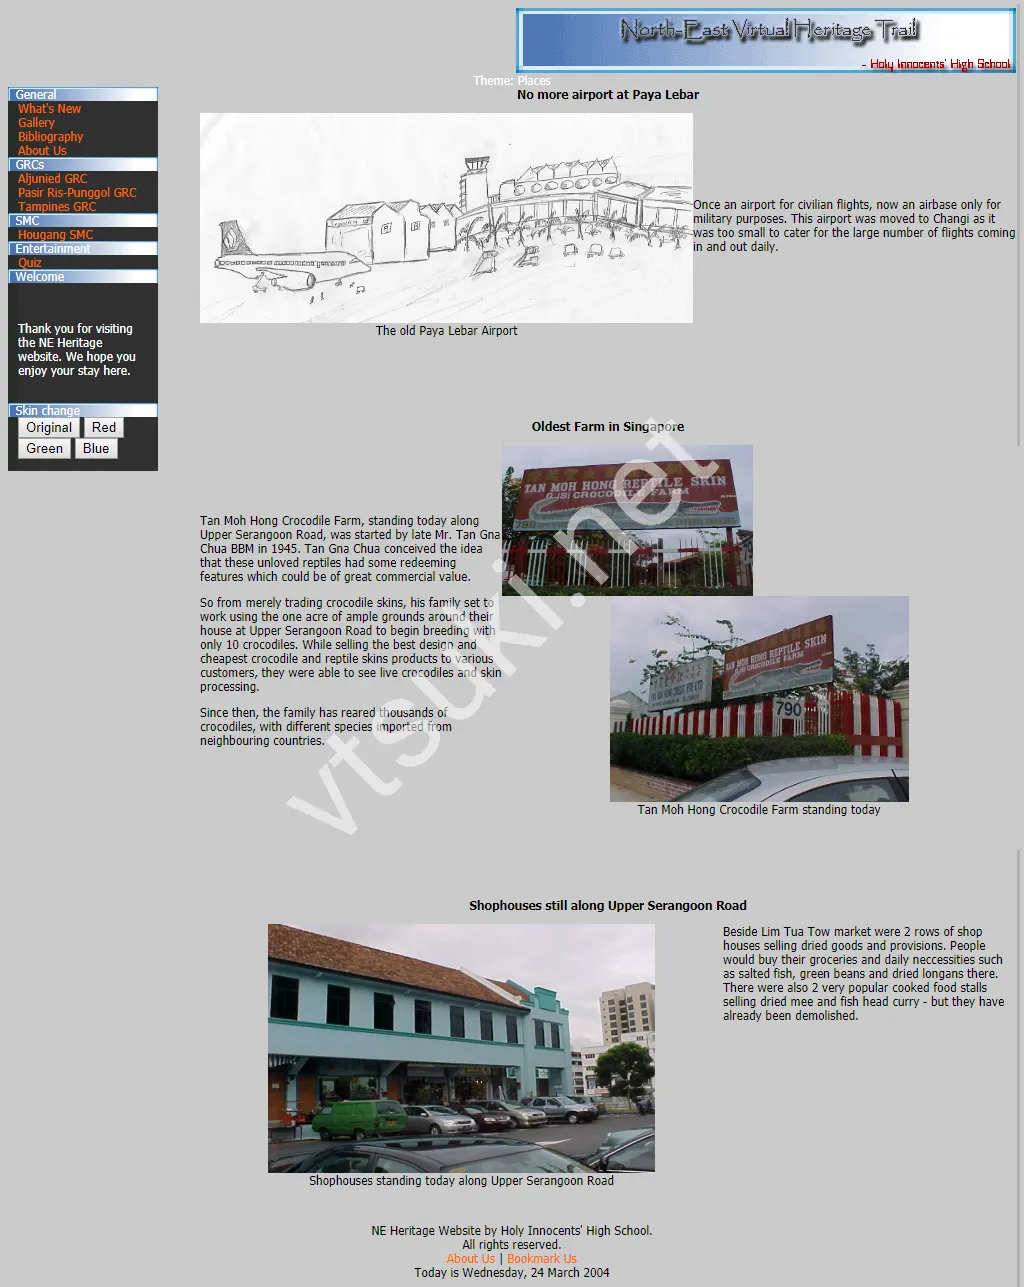 North-East Virtual Heritage Trail
- Holy Innocents' High School
Theme: Places
General
What's New
Gallery
Bibliography
About Us
GRCs
Aljunied GRC
Pasir Ris-Punggol GRC
Tampines GRC
SMC
Hougang SMC
Entertainment
Quiz
Welcome
Thank you for visiting
the NE Heritage
website. We hope you
enjoy your stay here.
Skin change
Original Red
Green Blue
No more airport at Paya Lebar
Once an airport for civilian flights, now an airbase only for
military purposes. This airport was moved to Changi as it
was too small to cater for the large number of flights coming
in and out daily.
The old Paya Lebar Airport
Oldest Farm in Singapore
TAN MOH HONG REPTILE SKIN
& CROCODILE FARM
790
Tan Moh Hong Crocodile Farm, standing today along
Upper Serangoon Road, was started by late Mr. Tan Gna
Chua BBM in 1945. Tan Gna Chua conceived the idea
that these unloved reptiles had some redeeming
features which could be of great commercial value.
So from merely trading crocodile skins, his family set to
work using the one acre of ample grounds around their
house at Upper Serangoon Road to begin breeding with
only 10 crocodiles. While selling the best design and
cheapest crocodile and reptile skins products to various
customers, they were able to see live crocodiles and skin
processing.
Since then, the family has reared thousands of
crocodiles, with different species imported from
neighbouring countries.
TAN MOH HONG REPTILE SKIN
& CROCODILE FARM
790
Tan Moh Hong Crocodile Farm standing today
vtsuki.net
Shophouses still along Upper Serangoon Road
Beside Lim Tua Tow market were 2 rows of shop
houses selling dried goods and provisions. People
would buy their groceries and daily neccessities such
as salted fish, green beans and dried longans there.
There were also 2 very popular cooked food stalls
selling dried mee and fish head curry - but they have
already been demolished.
Shophouses standing today along Upper Serangoon Road
NE Heritage Website by Holy Innocents' High School.
All rights reserved.
About Us | Bookmark Us
Today is Wednesday, 24 March 2004